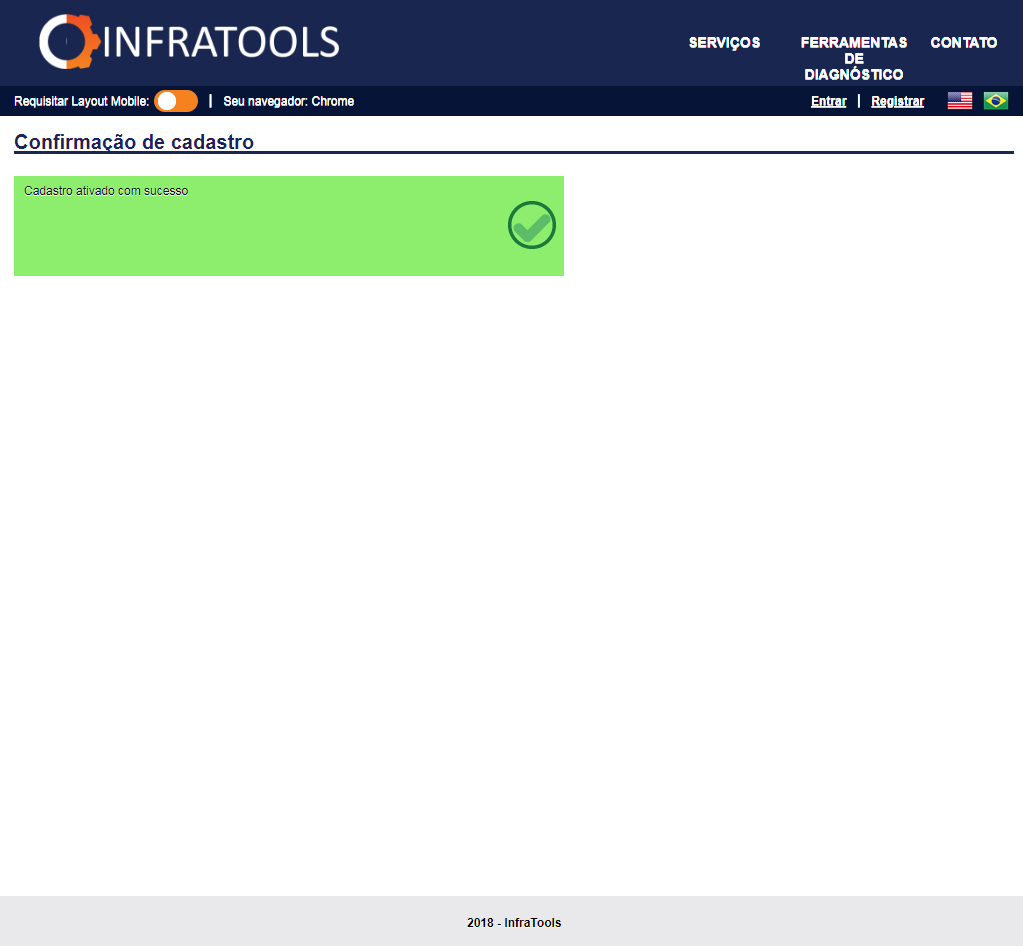 INFRATOOLS
SERVIÇOS
FERRAMENTAS
DE
DIAGNÓSTICO
CONTATO
Requisitar Layout Mobile: | Seu navegador: Chrome
Entrar | Registrar
Confirmação de cadastro
Cadastro ativado com sucesso
2018 - InfraTools